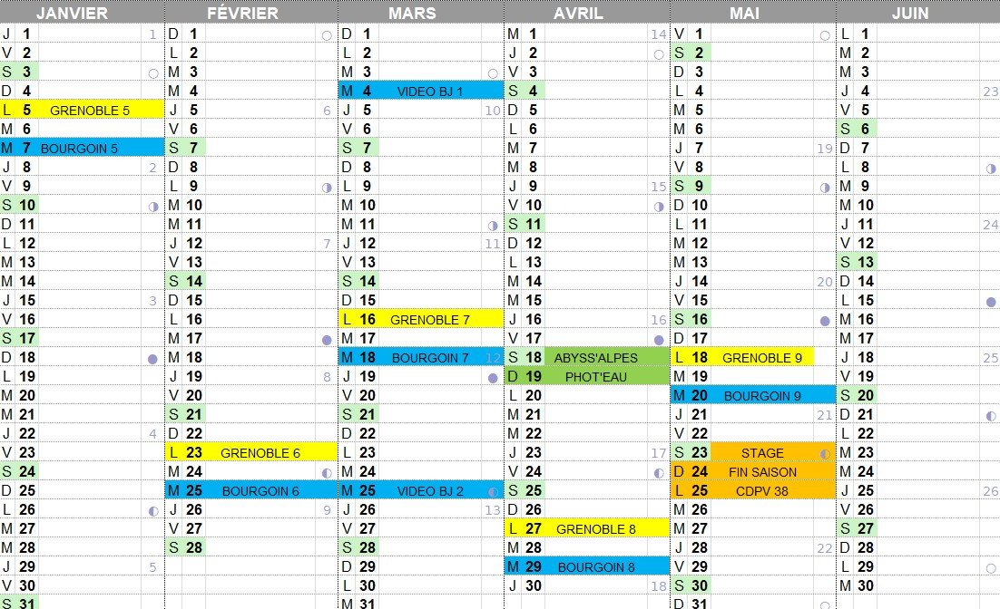 JANVIER FÉVRIER MARS AVRIL MAI JUIN
J 1 1 D 1 D 1 M 1 14 V 1 L 1
V 2 L 2 L 2 J 2 S 2 M 2
S 3 M 3 M 3 V 3 D 3 M 3
D 4 M 4 M 4 VIDEO BJ 1 S 4 L 4 J 4 23
L 5 GRENOBLE 5 J 5 6 J 5 10 D 5 M 5 V 5
M 6 V 6 V 6 L 6 M 6 S 6
M 7 BOURGOIN 5 S 7 S 7 M 7 J 7 19 D 7
J 8 2 D 8 D 8 M 8 V 8 L 8
V 9 L 9 L 9 J 9 15 S 9 M 9
S 10 M 10 M 10 V 10 D 10 M 10
D 11 M 11 M 11 S 11 L 11 J 11 24
L 12 J 12 7 J 12 11 D 12 M 12 V 12
M 13 V 13 V 13 L 13 M 13 S 13
M 14 S 14 S 14 M 14 J 14 20 D 14
J 15 3 D 15 D 15 M 15 V 15 L 15
V 16 L 16 L 16 GRENOBLE 7 J 16 16 S 16 M 16
S 17 M 17 M 17 V 17 D 17 M 17
D 18 M 18 M 18 BOURGOIN 7 12 S 18 ABYSS'ALPES L 18 GRENOBLE 9 J 18 25
L 19 J 19 8 J 19 D 19 PHOT'EAU M 19 V 19
M 20 V 20 V 20 L 20 M 20 BOURGOIN 9 S 20
M 21 S 21 S 21 M 21 J 21 21 D 21
J 22 4 D 22 D 22 M 22 V 22 L 22
V 23 L 23 GRENOBLE 6 L 23 J 23 17 S 23 STAGE M 23
S 24 M 24 M 24 V 24 D 24 FIN SAISON M 24
D 25 M 25 BOURGOIN 6 M 25 VIDEO BJ 2 S 25 L 25 CDPV 38 J 25 26
L 26 J 26 9 J 26 13 D 26 M 26 V 26
M 27 V 27 V 27 L 27 GRENOBLE 8 M 27 S 27
M 28 S 28 S 28 M 28 J 28 22 D 28
J 29 5 D 29 M 29 BOURGOIN 8 V 29 L 29
V 30 L 30 J 30 18 S 30 M 30
S 31 M 31 D 31